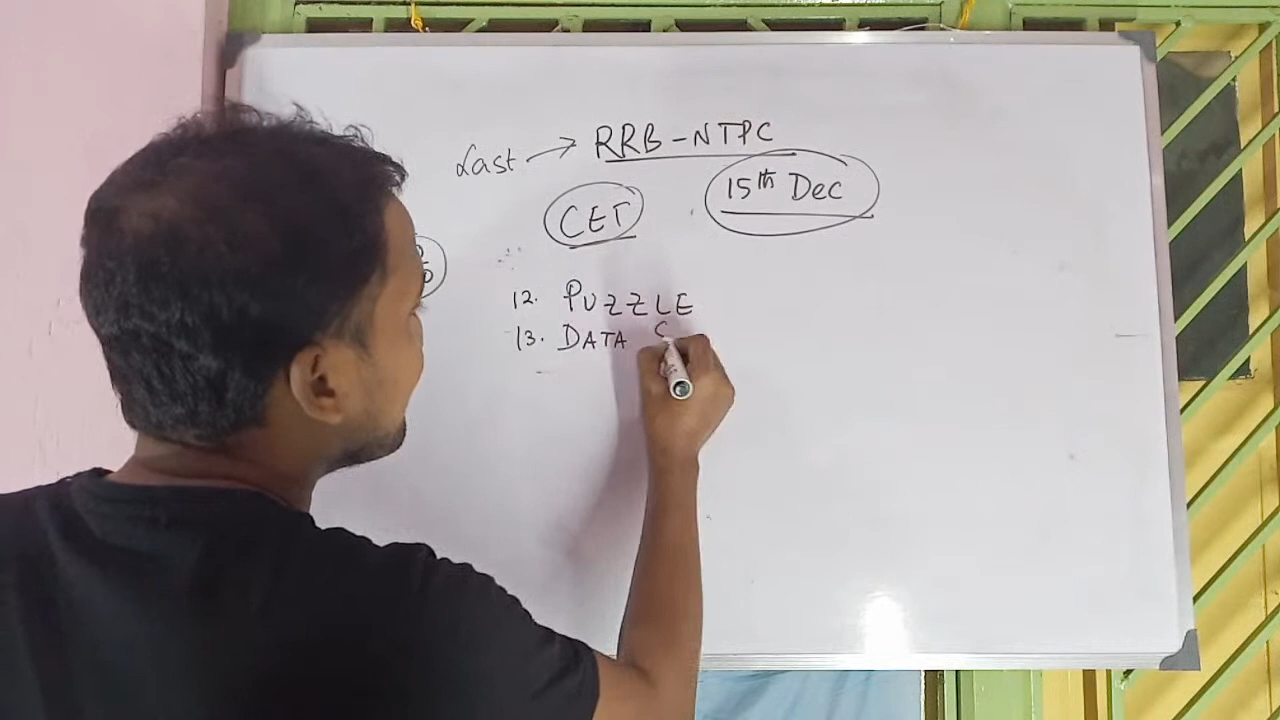 Last → RRB-NTPC
CET 15th Dec
12. PUZZLE
13. DATA S